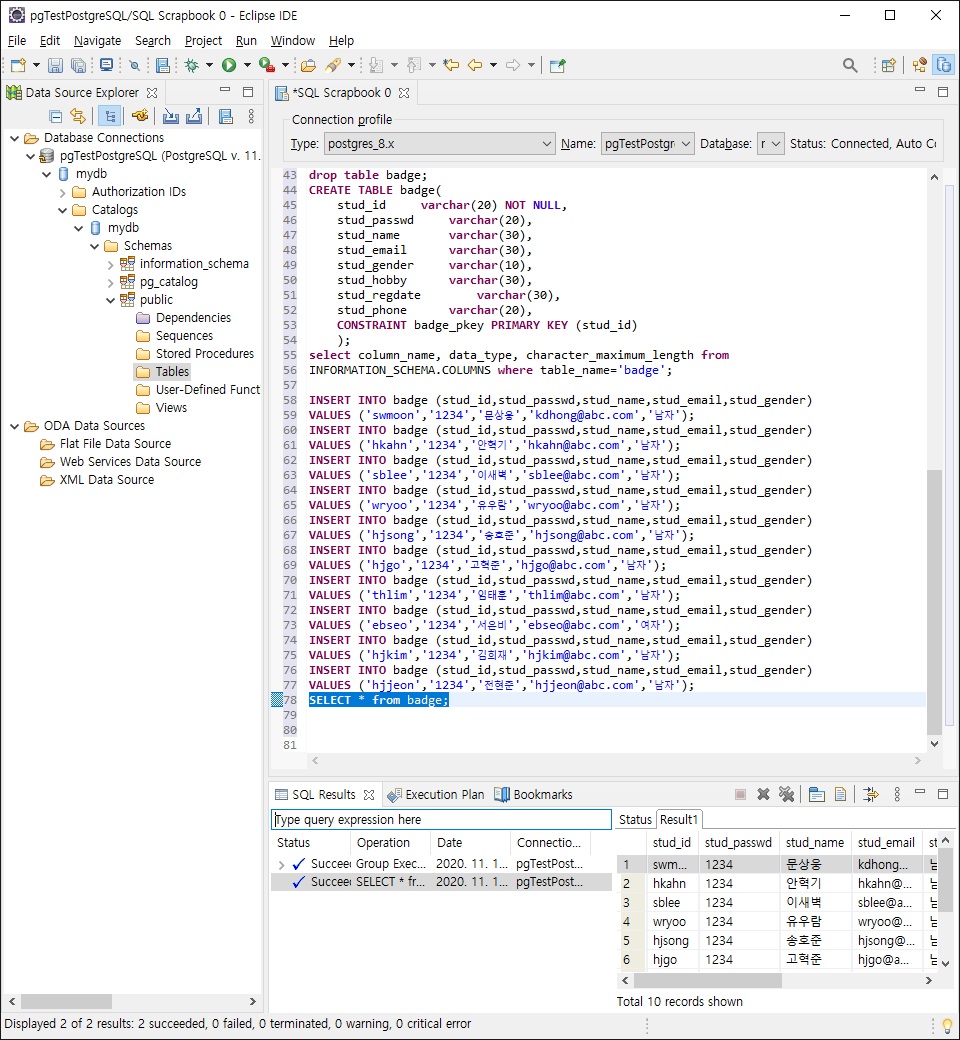 pgTestPostgreSQL/SQL Scrapbook 0 - Eclipse IDE
File Edit Navigate Search Project Run Window Help
Data Source Explorer
Database Connections
pgTestPostgreSQL (PostgreSQL v. 11.
mydb
Authorization IDs
Catalogs
mydb
Schemas
information_schema
pg_catalog
public
Dependencies
Sequences
Stored Procedures
Tables
User-Defined Funct
Views
ODA Data Sources
Flat File Data Source
Web Services Data Source
XML Data Source
*SQL Scrapbook 0
Connection profile
Type: postgres_8.x Name: pgTestPostgr Database: r Status: Connected, Auto Co
43 drop table badge;
44 CREATE TABLE badge(
45 stud_id varchar(20) NOT NULL,
46 stud_passwd varchar(20),
47 stud_name varchar(30),
48 stud_email varchar(30),
49 stud_gender varchar(10),
50 stud_hobby varchar(30),
51 stud_regdate varchar(30),
52 stud_phone varchar(20),
53 CONSTRAINT badge_pkey PRIMARY KEY (stud_id)
54 );
55 select column_name, data_type, character_maximum_length from
56 INFORMATION_SCHEMA.COLUMNS where table_name='badge';
57
58 INSERT INTO badge (stud_id,stud_passwd,stud_name,stud_email,stud_gender)
59 VALUES ('swmoon','1234','문상웅','kdhong@abc.com','남자');
60 INSERT INTO badge (stud_id,stud_passwd,stud_name,stud_email,stud_gender)
61 VALUES ('hkahn','1234','안혁기','hkahn@abc.com','남자');
62 INSERT INTO badge (stud_id,stud_passwd,stud_name,stud_email,stud_gender)
63 VALUES ('sblee','1234','이새벽','sblee@abc.com','남자');
64 INSERT INTO badge (stud_id,stud_passwd,stud_name,stud_email,stud_gender)
65 VALUES ('wryoo','1234','유우람','wryoo@abc.com','남자');
66 INSERT INTO badge (stud_id,stud_passwd,stud_name,stud_email,stud_gender)
67 VALUES ('hjsong','1234','송호준','hjsong@abc.com','남자');
68 INSERT INTO badge (stud_id,stud_passwd,stud_name,stud_email,stud_gender)
69 VALUES ('hjgo','1234','고혁준','hjgo@abc.com','남자');
70 INSERT INTO badge (stud_id,stud_passwd,stud_name,stud_email,stud_gender)
71 VALUES ('thlim','1234','임태훈','thlim@abc.com','남자');
72 INSERT INTO badge (stud_id,stud_passwd,stud_name,stud_email,stud_gender)
73 VALUES ('ebseo','1234','서은비','ebseo@abc.com','여자');
74 INSERT INTO badge (stud_id,stud_passwd,stud_name,stud_email,stud_gender)
75 VALUES ('hjkim','1234','김희재','hjkim@abc.com','남자');
76 INSERT INTO badge (stud_id,stud_passwd,stud_name,stud_email,stud_gender)
77 VALUES ('hjjeon','1234','전현준','hjjeon@abc.com','남자');
78 SELECT * from badge;
79
80
81
SQL Results Execution Plan Bookmarks
Type query expression here
Status Operation Date Connectio...
Succeed Group Exec... 2020. 11. 1... pgTestPost...
Succeed SELECT * fr... 2020. 11. 1... pgTestPost...
Status Result1
stud_id stud_passwd stud_name stud_email st
1 swm... 1234 문상웅 kdhong...
2 hkahn 1234 안혁기 hkahn@...
3 sblee 1234 이새벽 sblee@a...
4 wryoo 1234 유우람 wryoo@...
5 hjsong 1234 송호준 hjsong@...
6 hjgo 1234 고혁준 hjgo@a...
Total 10 records shown
Displayed 2 of 2 results: 2 succeeded, 0 failed, 0 terminated, 0 warning, 0 critical error